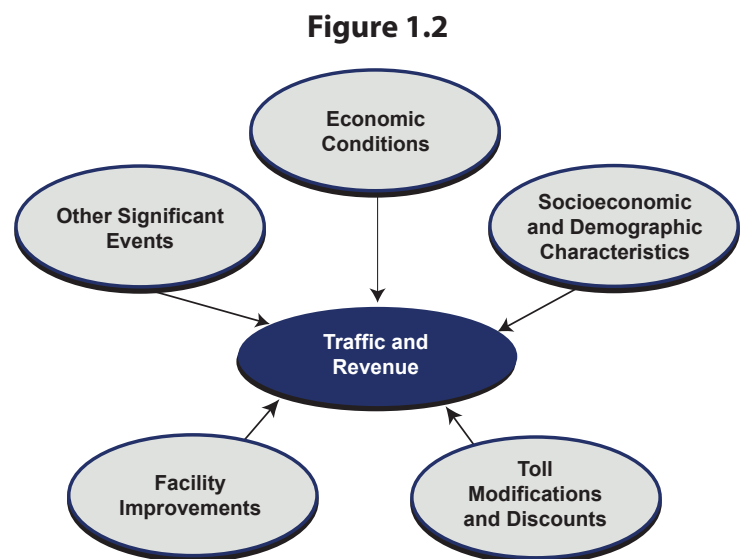 Figure 1.2
Economic
Conditions
Other Significant
Events
Socioeconomic
and Demographic
Characteristics
Traffic and
Revenue
Facility
Improvements
Toll
Modifications
and Discounts